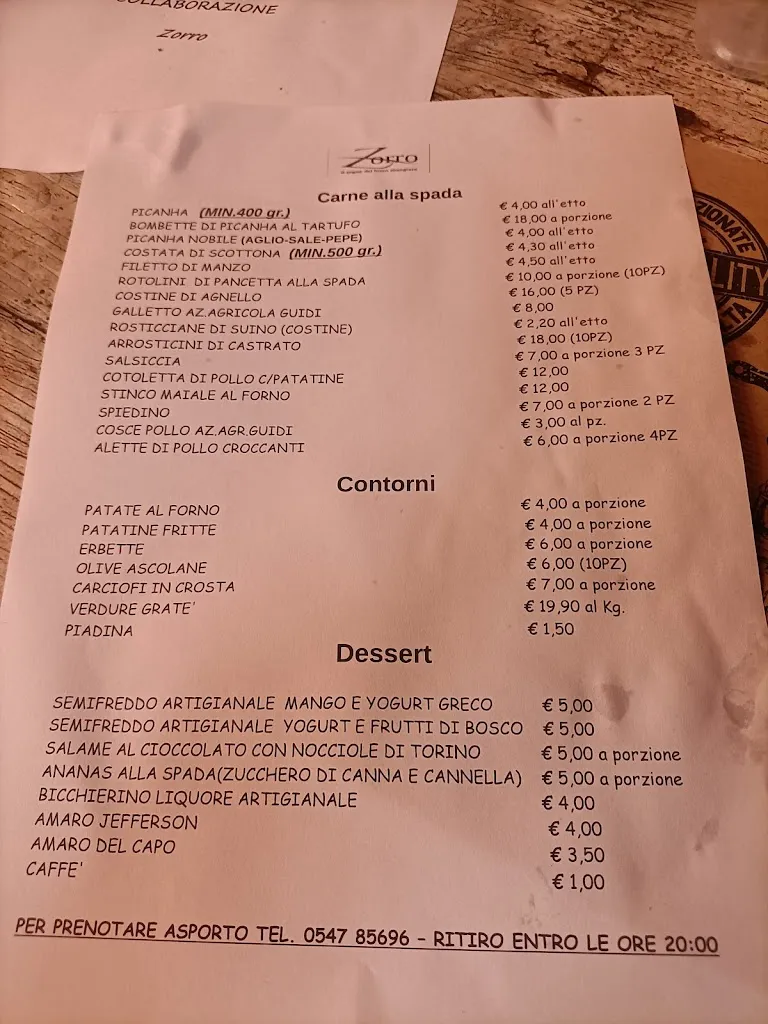 COLLABORAZIONE
Zorro
Zorro
Carne alla spada
PICANHA (MIN.400 gr.) € 4,00 all'etto
BOMBETTE DI PICANHA AL TARTUFO € 18,00 a porzione
PICANHA NOBILE (AGLIO-SALE-PEPE) € 4,00 all'etto
COSTATA DI SCOTTONA (MIN.500 gr.) € 4,30 all'etto
FILETTO DI MANZO € 4,50 all'etto
ROTOLINI DI PANCETTA ALLA SPADA € 10,00 a porzione (10PZ)
COSTINE DI AGNELLO € 16,00 (5 PZ)
GALLETTO AZ.AGRICOLA GUIDI € 8,00
ROSTICCIANE DI SUINO (COSTINE) € 2,20 all'etto
ARROSTICINI DI CASTRATO € 18,00 (10PZ)
SALSICCIA € 7,00 a porzione 3 PZ
COTOLETTA DI POLLO C/PATATINE € 12,00
STINCO MAIALE AL FORNO € 12,00
SPIEDINO € 7,00 a porzione 2 PZ
COSCE POLLO AZ.AGR.GUIDI € 3,00 al pz.
ALETTE DI POLLO CROCCANTI € 6,00 a porzione 4PZ
Contorni
PATATE AL FORNO € 4,00 a porzione
PATATINE FRITTE € 4,00 a porzione
ERBETTE € 6,00 a porzione
OLIVE ASCOLANE € 6,00 (10PZ)
CARCIOFI IN CROSTA € 7,00 a porzione
VERDURE GRATE' € 19,90 al Kg.
PIADINA € 1,50
Dessert
SEMIFREDDO ARTIGIANALE MANGO E YOGURT GRECO € 5,00
SEMIFREDDO ARTIGIANALE YOGURT E FRUTTI DI BOSCO € 5,00
SALAME AL CIOCCOLATO CON NOCCIOLE DI TORINO € 5,00 a porzione
ANANAS ALLA SPADA(ZUCCHERO DI CANNA E CANNELLA) € 5,00 a porzione
BICCHIERINO LIQUORE ARTIGIANALE € 4,00
AMARO JEFFERSON € 4,00
AMARO DEL CAPO € 3,50
CAFFE' € 1,00
PER PRENOTARE ASPORTO TEL. 0547 85696 - RITIRO ENTRO LE ORE 20:00